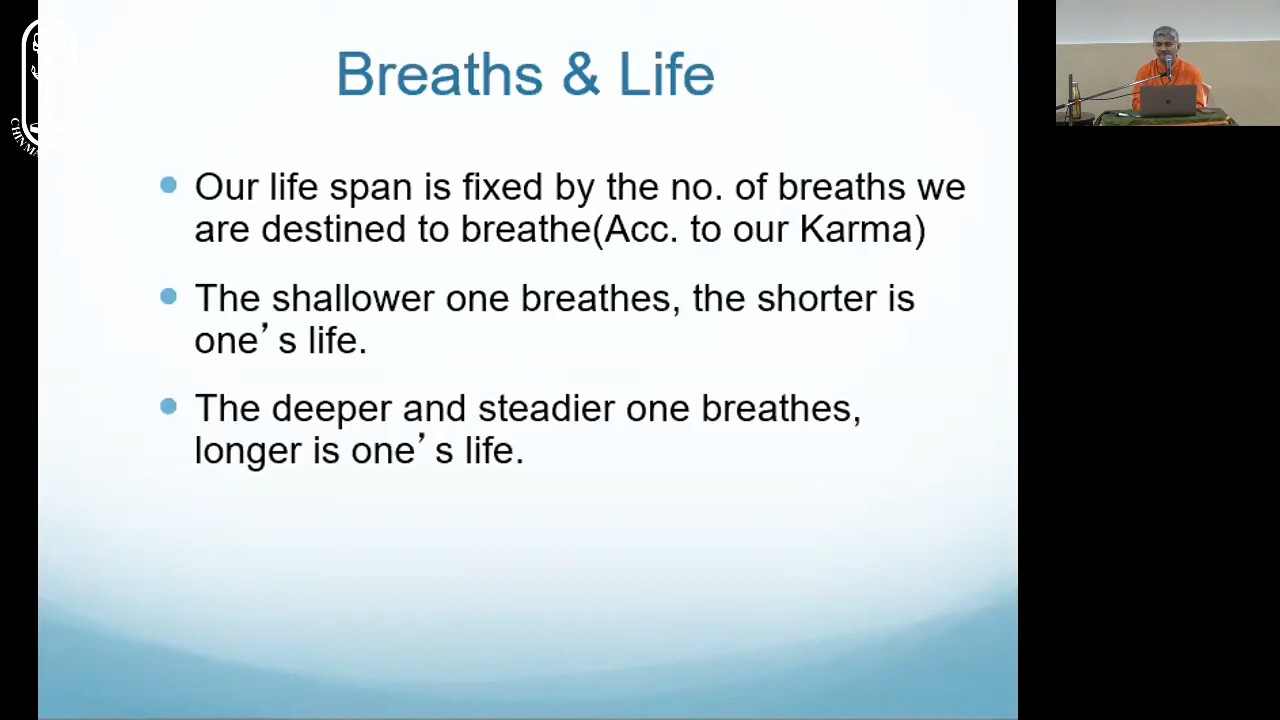 Breaths & Life
Our life span is fixed by the no. of breaths we
are destined to breathe(Acc. to our Karma)
The shallower one breathes, the shorter is
one’s life.
The deeper and steadier one breathes,
longer is one’s life.